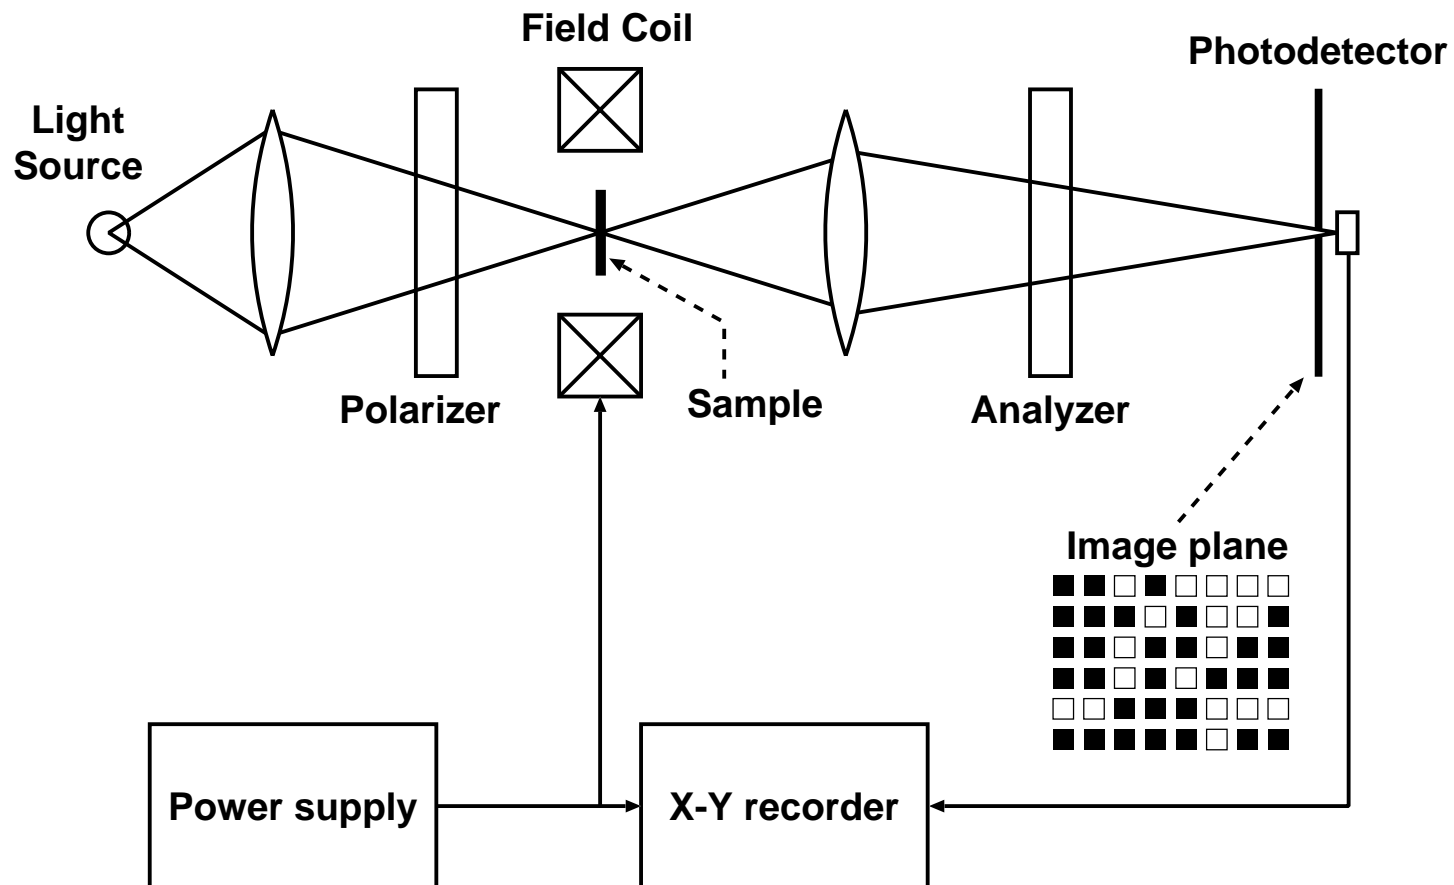 Field Coil
Photodetector
Light
Source
Polarizer
Sample
Analyzer
Image plane
Power supply
X-Y recorder